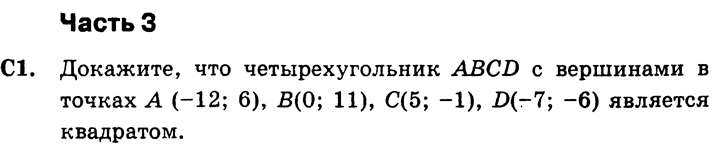 Часть 3
С1. Докажите, что четырехугольник ABCD с вершинами в
точках A (−12; 6), B(0; 11), C(5; −1), D(−7; −6) является
квадратом.